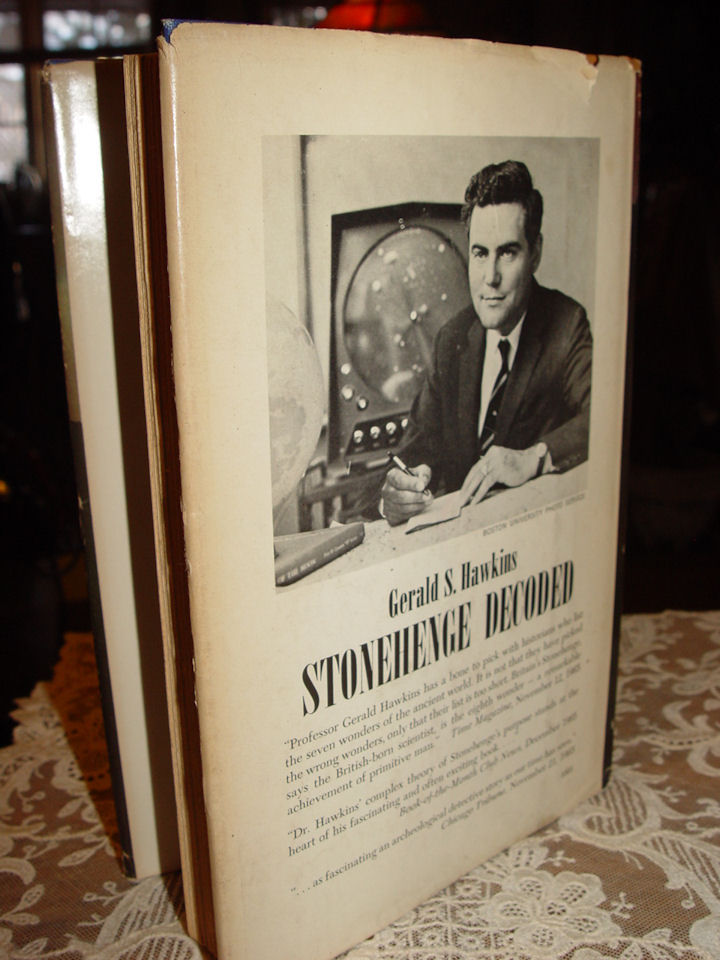 OF THE MOON
BOSTON UNIVERSITY PHOTO SERVICE
Gerald S. Hawkins
STONEHENGE DECODED
"Professor Gerald Hawkins has a bone to pick with historians who list
the seven wonders of the ancient world. It is not that they have picked
the wrong wonders, only that their list is too short. Britain's Stonehenge,
says the British-born scientist, is the eighth wonder – a remarkable
achievement of primitive man." Time Magazine, November 12, 1965
"Dr. Hawkins' complex theory of Stonehenge's purpose stands at the
heart of his fascinating and often exciting book."
Book-of-the-Month Club News, December 1965
". . . as fascinating an archeological detective story as our time has seen."
Chicago Tribune, November 21, 1965